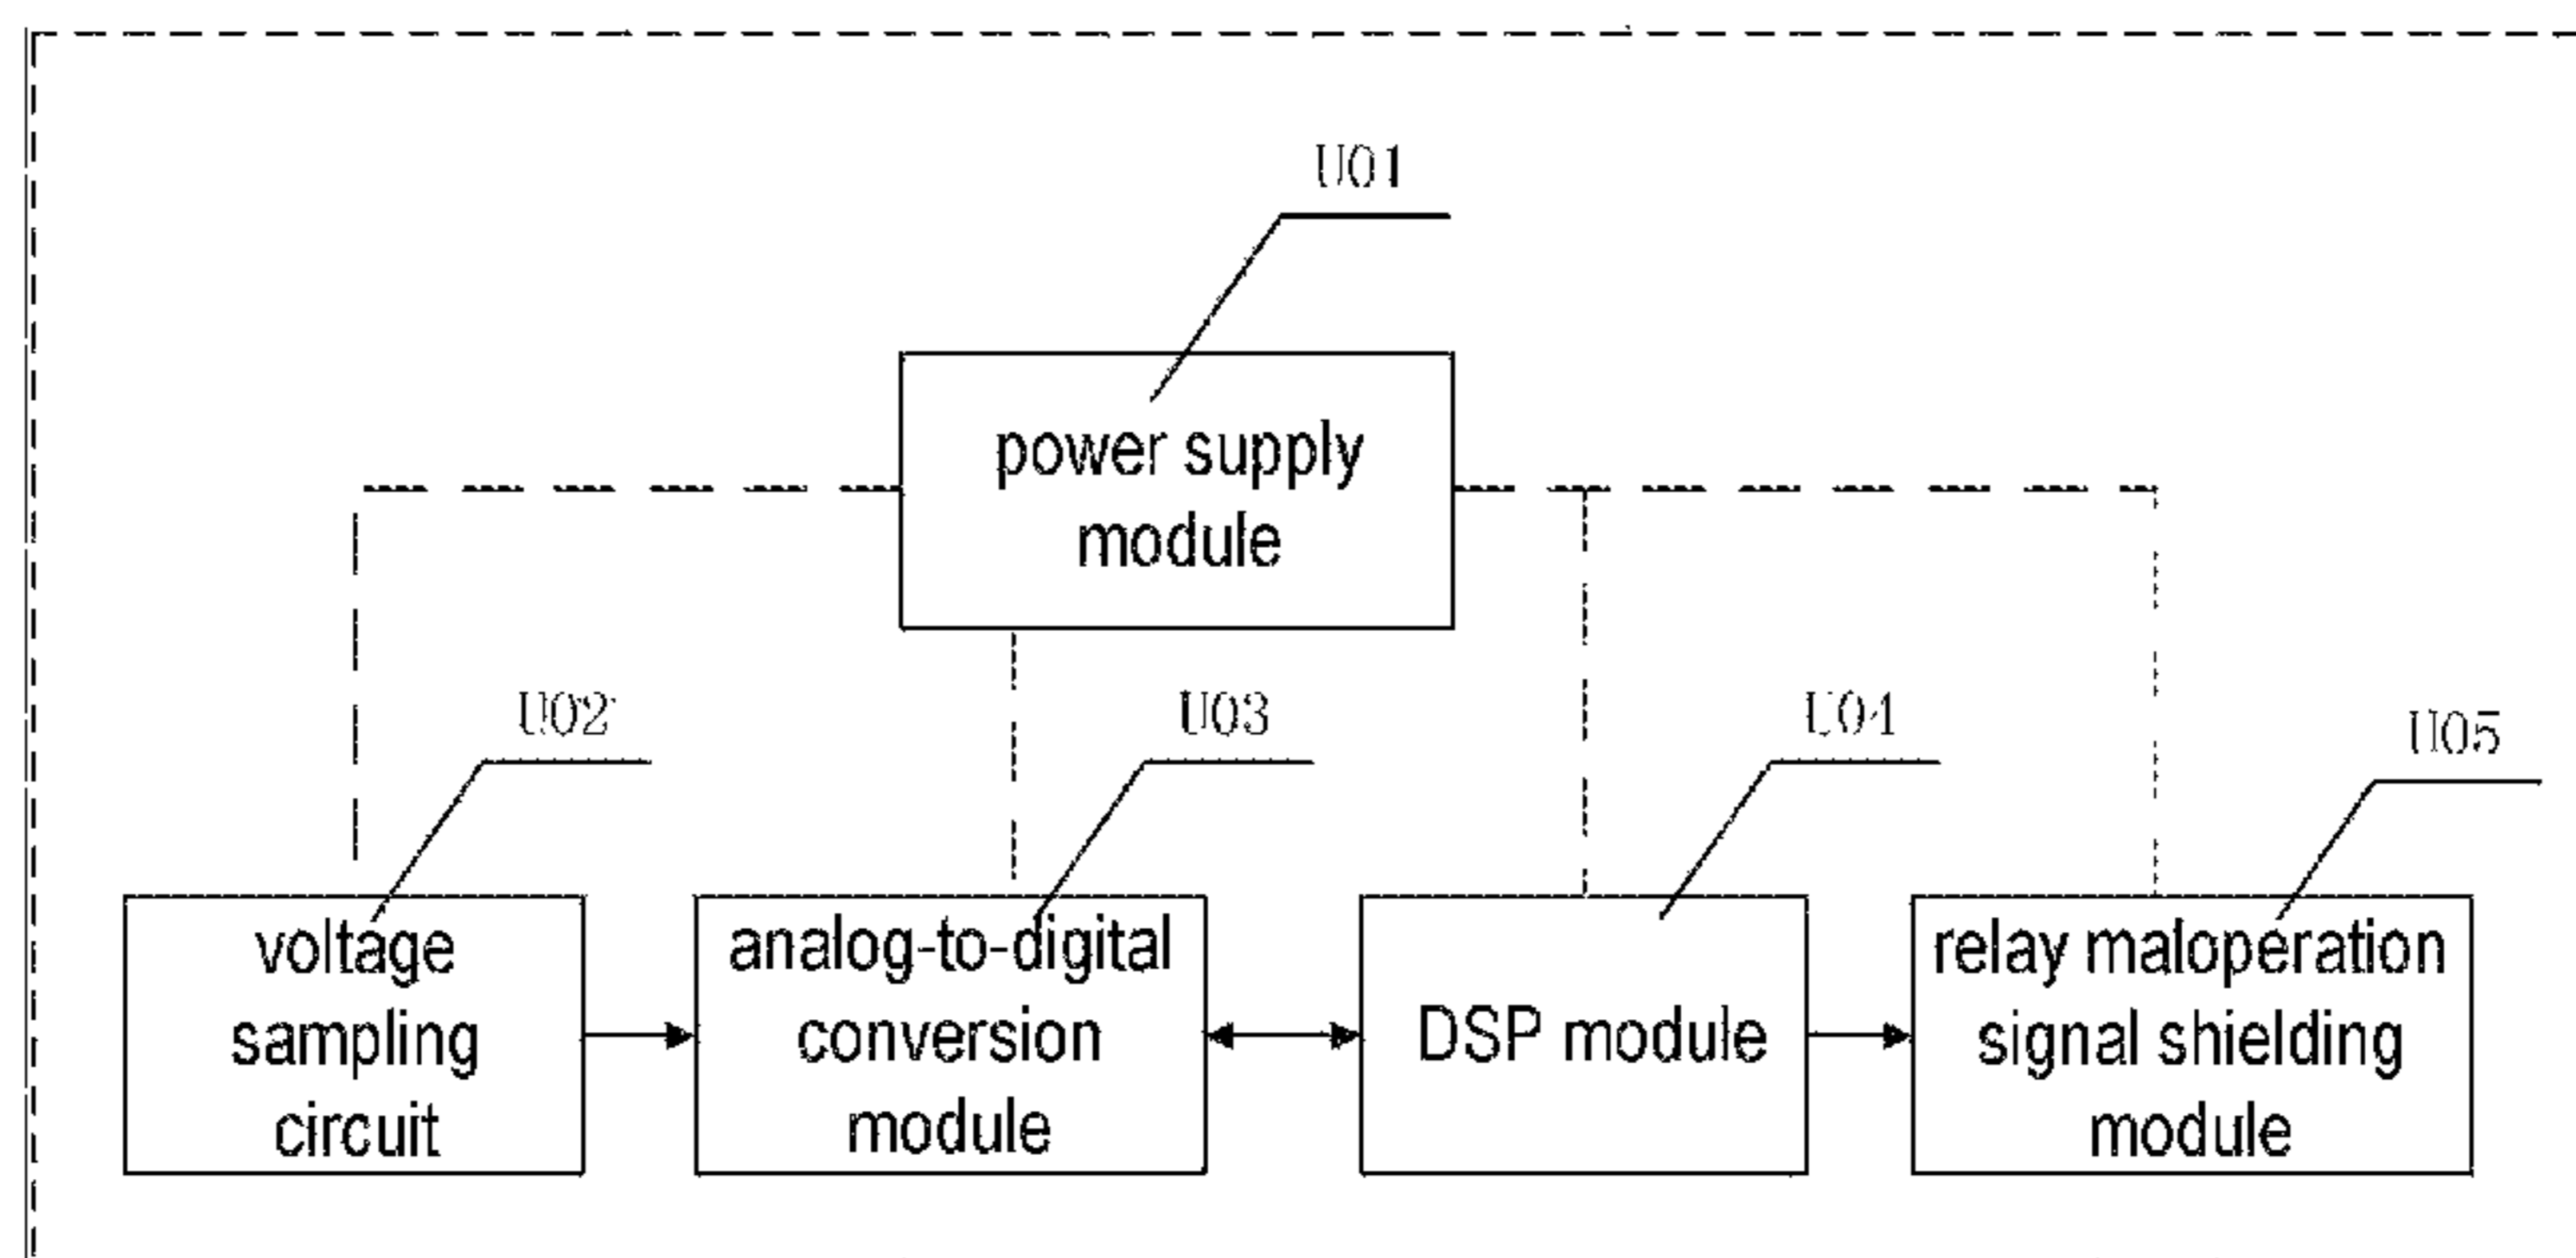 U01
power supply
module
U02
U03
U04
U05
voltage
sampling
circuit
analog-to-digital
conversion
module
DSP module
relay maloperation
signal shielding
module